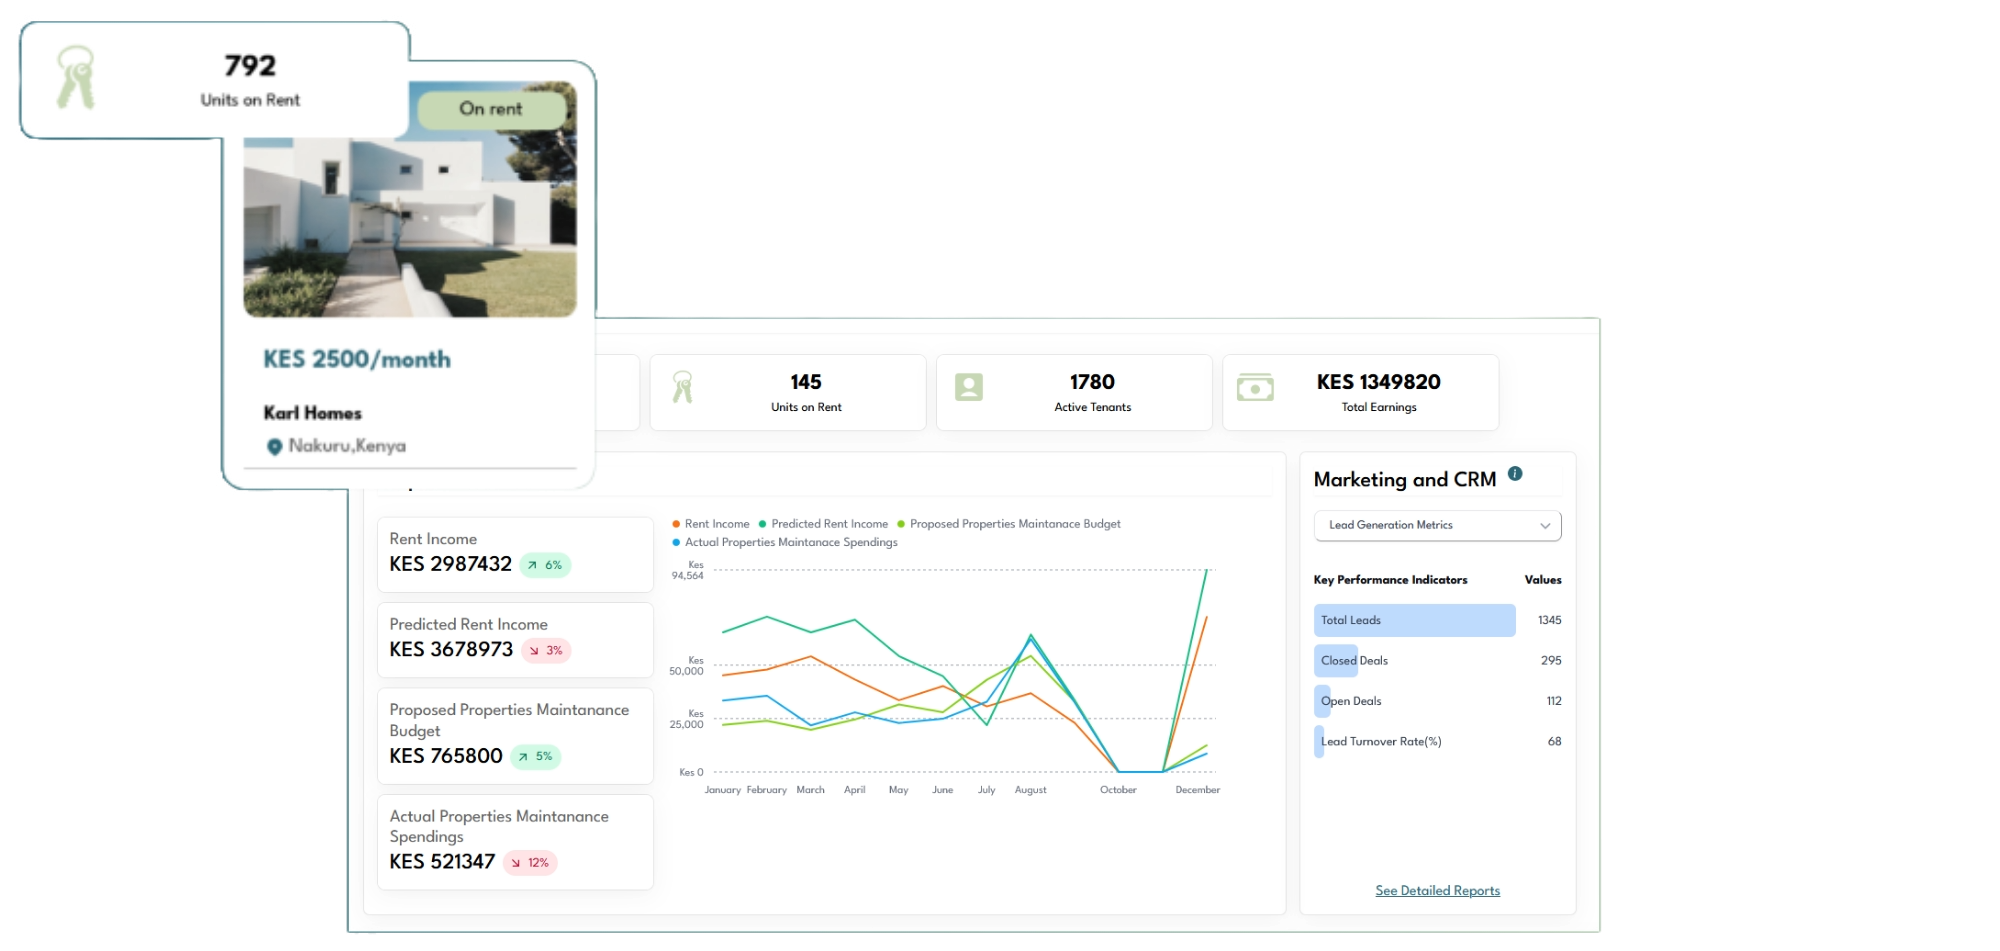 792
Units on Rent
On rent
KES 2500/month
Karl Homes
Nakuru,Kenya
145
Units on Rent
1780
Active Tenants
KES 1349820
Total Earnings
Rent Income
KES 2987432 6%
Predicted Rent Income
KES 3678973 3%
Proposed Properties Maintanance
Budget
KES 765800 5%
Actual Properties Maintanance
Spendings
KES 521347 12%
Rent Income Predicted Rent Income Proposed Properties Maintanace Budget
Actual Properties Maintanace Spendings
Kes
94,564
Kes
50,000
Kes
25,000
Kes 0
January February March April May June July August October December
Marketing and CRM i
Lead Generation Metrics
Key Performance Indicators Values
Total Leads 1345
Closed Deals 295
Open Deals 112
Lead Turnover Rate(%) 68
See Detailed Reports